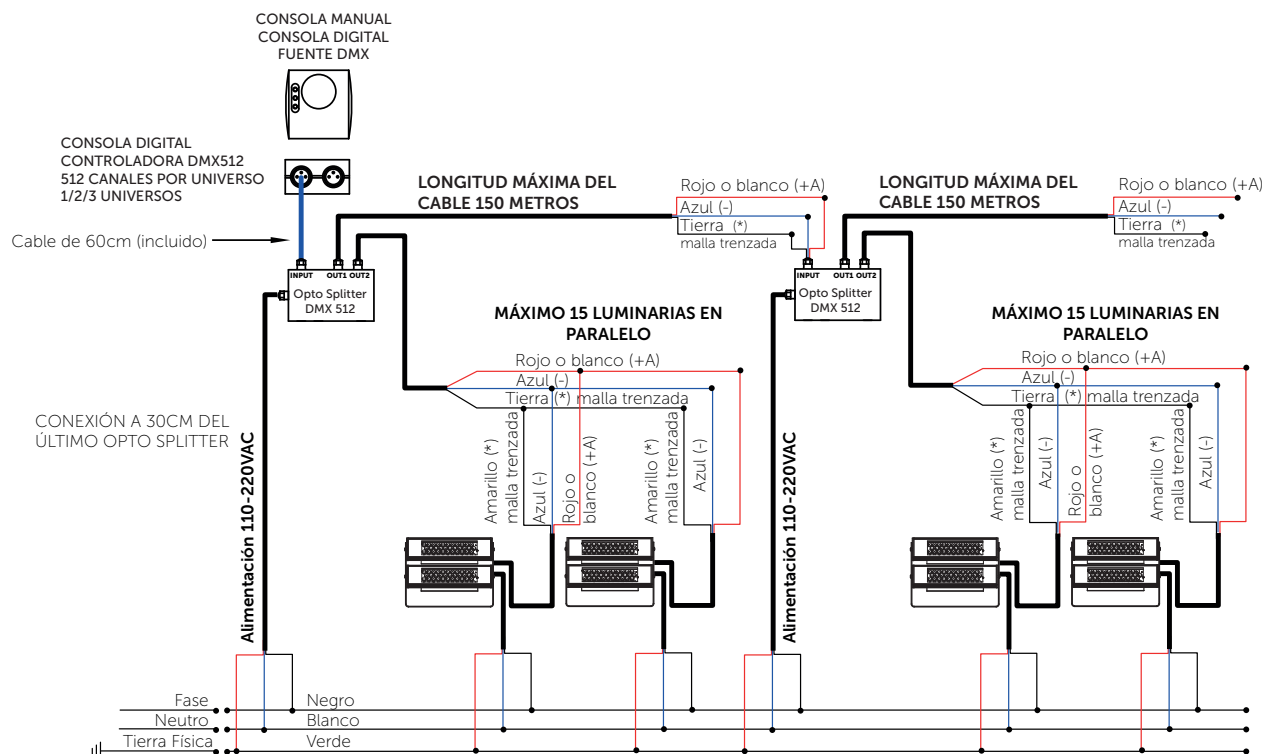 CONSOLA MANUAL
CONSOLA DIGITAL
FUENTE DMX
CONSOLA DIGITAL
CONTROLADORA DMX512
512 CANALES POR UNIVERSO
1/2/3 UNIVERSOS
Cable de 60cm (incluido)
LONGITUD MÁXIMA DEL
CABLE 150 METROS
Rojo o blanco (+A)
Azul (-)
Tierra (*)
malla trenzada
LONGITUD MÁXIMA DEL
CABLE 150 METROS
Rojo o blanco (+A)
Azul (-)
Tierra (*)
malla trenzada
INPUT OUT1 OUT2
Opto Splitter
DMX 512
INPUT OUT1 OUT2
Opto Splitter
DMX 512
MÁXIMO 15 LUMINARIAS EN
PARALELO
Rojo o blanco (+A)
Azul (-)
Tierra (*) malla trenzada
MÁXIMO 15 LUMINARIAS EN
PARALELO
Rojo o blanco (+A)
Azul (-)
Tierra (*) malla trenzada
CONEXIÓN A 30CM DEL
ÚLTIMO OPTO SPLITTER
Alimentación 110-220VAC
Amarillo (*)
malla trenzada
Azul (-)
Rojo o
blanco (+A)
Amarillo (*)
malla trenzada
Azul (-)
Alimentación 110-220VAC
Amarillo (*)
malla trenzada
Azul (-)
Rojo o
blanco (+A)
Amarillo (*)
malla trenzada
Azul (-)
Fase Negro
Neutro Blanco
Tierra Física Verde